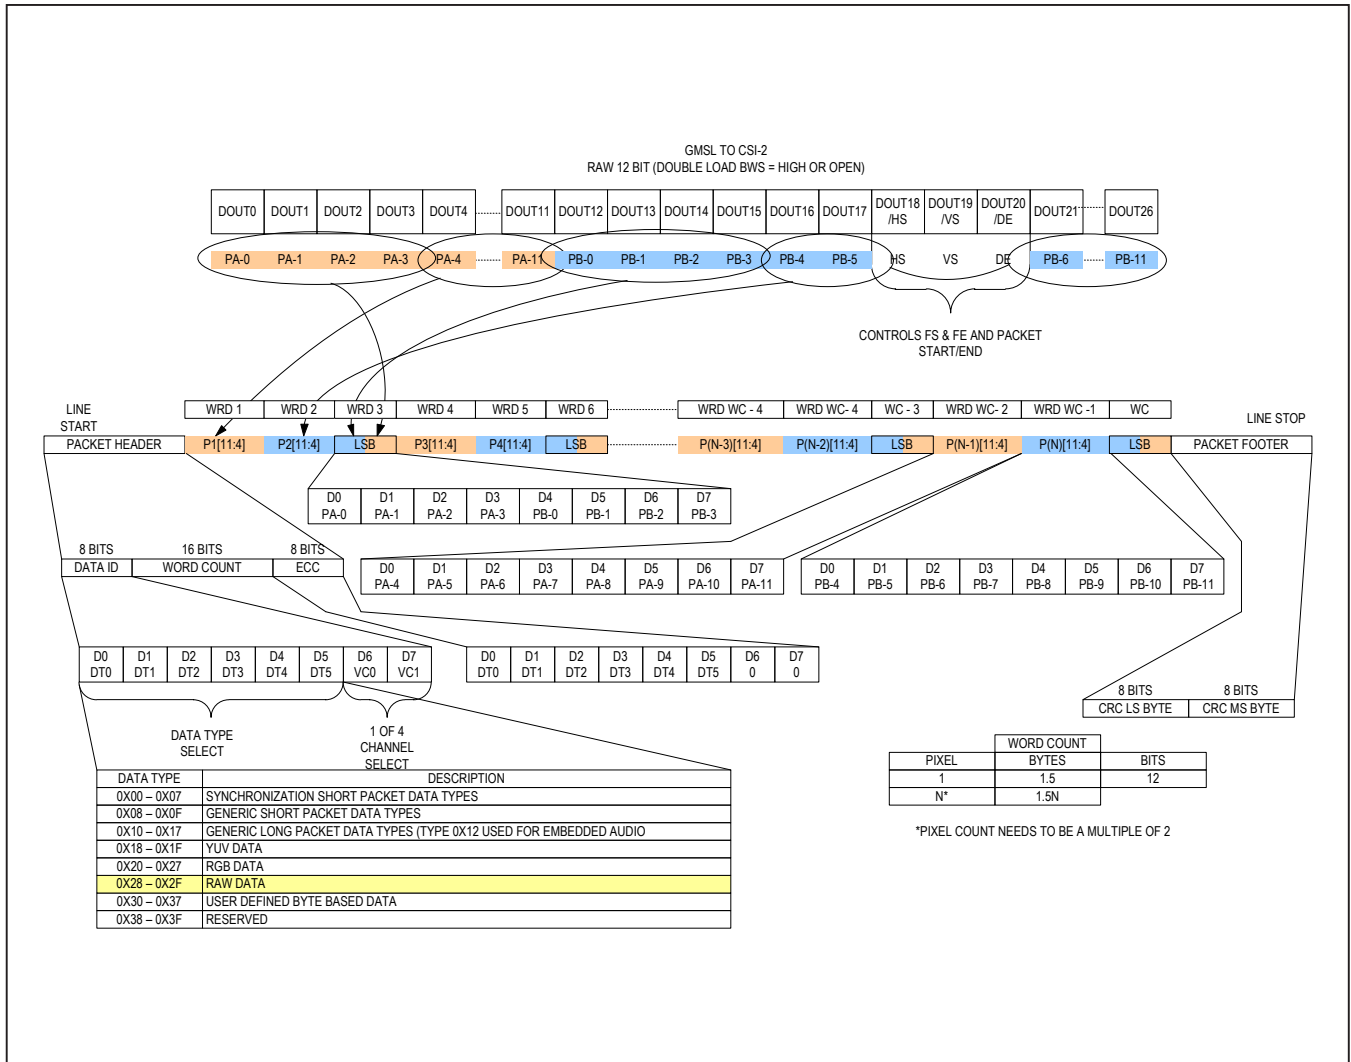 GMSL TO CSI-2
RAW 12 BIT (DOUBLE LOAD BWS = HIGH OR OPEN)
DOUT0 DOUT1 DOUT2 DOUT3 DOUT4 DOUT11 DOUT12 DOUT13 DOUT14 DOUT15 DOUT16 DOUT17 DOUT18 /HS DOUT19 /VS DOUT20 /DE DOUT21 DOUT26
PA-0 PA-1 PA-2 PA-3 PA-4 PA-11 PB-0 PB-1 PB-2 PB-3 PB-4 PB-5 HS VS DE PB-6 PB-11
CONTROLS FS & FE AND PACKET
START/END
LINE
START
WRD 1 WRD 2 WRD 3 WRD 4 WRD 5 WRD 6 WRD WC - 4 WRD WC- 4 WC - 3 WRD WC- 2 WRD WC -1 WC
LINE STOP
PACKET HEADER P1[11:4] P2[11:4] LSB P3[11:4] P4[11:4] LSB P(N-3)[11:4] P(N-2)[11:4] LSB P(N-1)[11:4] P(N)[11:4] LSB PACKET FOOTER
D0 D1 D2 D3 D4 D5 D6 D7
PA-0 PA-1 PA-2 PA-3 PB-0 PB-1 PB-2 PB-3
8 BITS 16 BITS 8 BITS
DATA ID WORD COUNT ECC
D0 D1 D2 D3 D4 D5 D6 D7
PA-4 PA-5 PA-6 PA-7 PA-8 PA-9 PA-10 PA-11
D0 D1 D2 D3 D4 D5 D6 D7
PB-4 PB-5 PB-6 PB-7 PB-8 PB-9 PB-10 PB-11
D0 D1 D2 D3 D4 D5 D6 D7
DT0 DT1 DT2 DT3 DT4 DT5 VC0 VC1
D0 D1 D2 D3 D4 D5 D6 D7
DT0 DT1 DT2 DT3 DT4 DT5 0 0
8 BITS 8 BITS
CRC LS BYTE CRC MS BYTE
DATA TYPE
SELECT
1 OF 4
CHANNEL
SELECT
WORD COUNT
PIXEL BYTES BITS
1 1.5 12
N* 1.5N
*PIXEL COUNT NEEDS TO BE A MULTIPLE OF 2
DATA TYPE DESCRIPTION
0X00 – 0X07 SYNCHRONIZATION SHORT PACKET DATA TYPES
0X08 – 0X0F GENERIC SHORT PACKET DATA TYPES
0X10 – 0X17 GENERIC LONG PACKET DATA TYPES (TYPE 0X12 USED FOR EMBEDDED AUDIO
0X18 – 0X1F YUV DATA
0X20 – 0X27 RGB DATA
0X28 – 0X2F RAW DATA
0X30 – 0X37 USER DEFINED BYTE BASED DATA
0X38 – 0X3F RESERVED